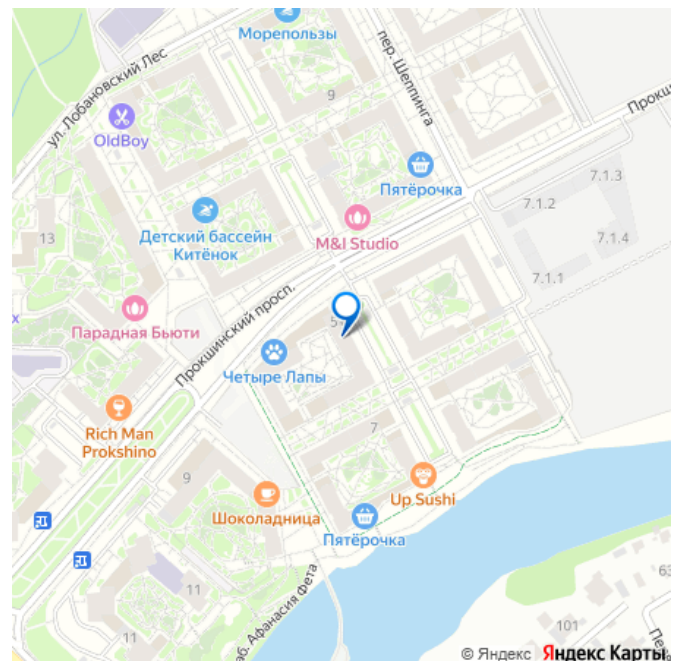 Морепользы
пер. Шеппинга
ул. Лобановский Лес
9
OldBoy
Пятёрочка
7.1.3
7.1.2
Детский бассейн
Китёнок
M&I Studio
7.1.4
13
7.1.1
Прокшинский просп.
Парадная Бьюти
Четыре Лапы
Rich Man
Prokshino
7
9
Up Sushi
Шоколадница
Пятёрочка
11
11
наб. Афанасия Фета
101
© Яндекс Яндекс Карты